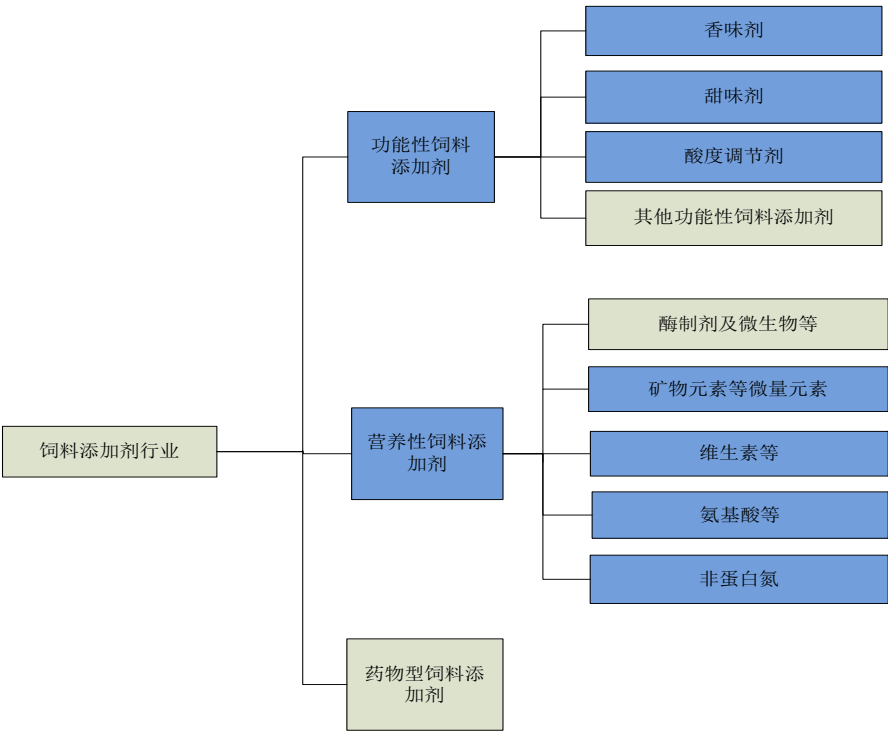 香味剂
甜味剂
功能性饲料
添加剂
酸度调节剂
其他功能性饲料添加剂
酶制剂及微生物等
矿物元素等微量元素
饲料添加剂行业
营养性饲料添
加剂
维生素等
氨基酸等
非蛋白氮
药物型饲料添
加剂